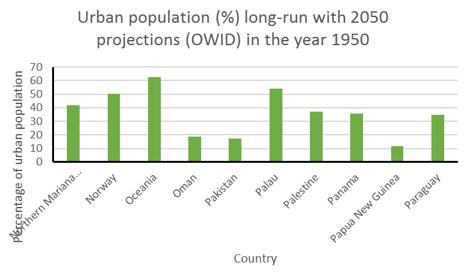 Urban population (%) long-run with 2050
projections (OWID) in the year 1950
Percentage of urban population
70
60
50
40
30
20
10
0
Northern Mariana...
Norway
Oceania
Oman
Pakistan
Palau
Palestine
Panama
Papua New Guinea
Paraguay
Country